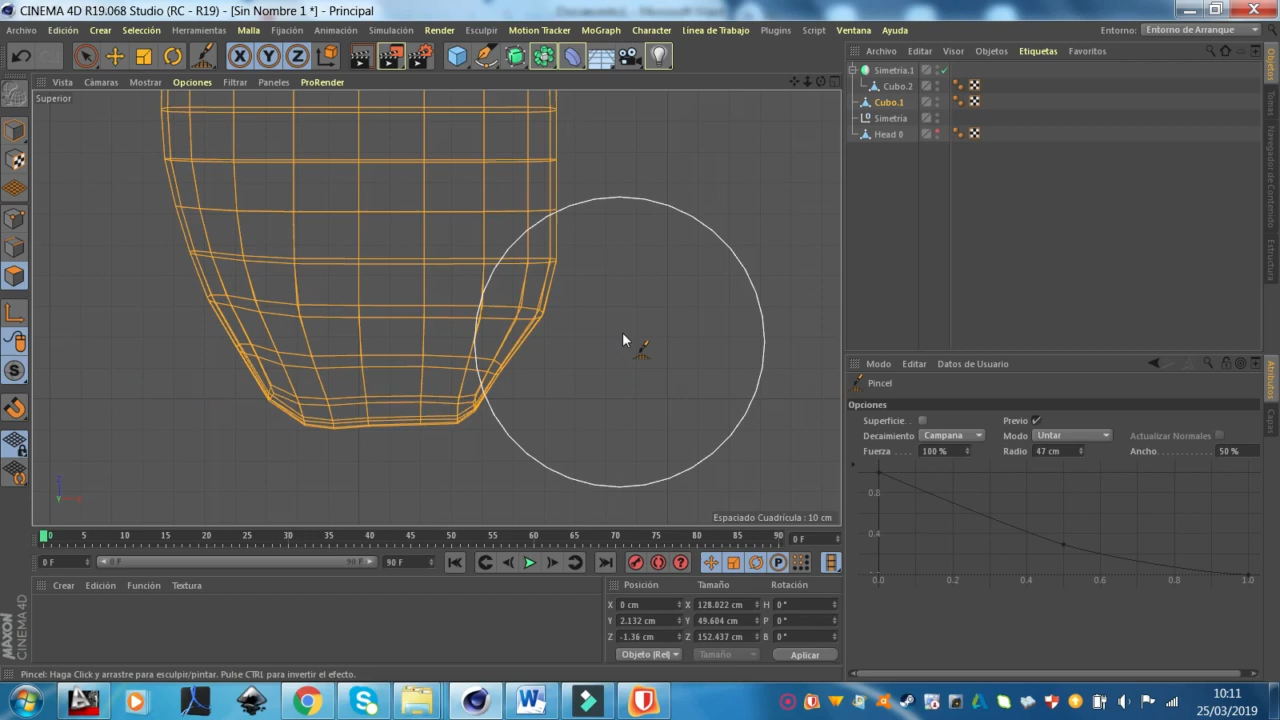 CINEMA 4D R19.068 Studio (RC - R19) - [Sin Nombre 1 *] - Principal
Archivo Edición Crear Selección Herramientas Malla Fijación Animación Simulación Render Esculpir Motion Tracker MoGraph Character Línea de Trabajo Plugins Script Ventana Ayuda Entorno: Entorno de Arranque
Archivo Editar Visor Objetos Etiquetas Favoritos
Vista Cámaras Mostrar Opciones Filtrar Paneles ProRender
Superior
Simetría.1
Cubo.2
Cubo.1
Simetría
Head 0
Objetos
Tomas
Navegador de Contenido
Estructura
Modo Editar Datos de Usuario
Pincel
Opciones
Superficie. . Previo
Decaimiento Campana Modo Untar Actualizar Normales
Fuerza . . . . 100 % Radio 47 cm Ancho. . . . . . . . . . . 50 %
0.8
0.4
0.0 0.2 0.4 0.6 0.8 1.0
Atributos
Capas
Espaciado Cuadrícula : 10 cm
0 5 10 15 20 25 30 35 40 45 50 55 60 65 70 75 80 85 90 0 F
0 F 0 F 90 F 90 F
Crear Edición Función Textura
Posición Tamaño Rotación
X 0 cm X 128.022 cm H 0 °
Y 2.132 cm Y 49.604 cm P 0 °
Z -1.36 cm Z 152.437 cm B 0 °
Objeto (Rel) Tamaño Aplicar
MAXON
CINEMA 4D
Pincel: Haga Click y arrastre para esculpir/pintar. Pulse CTRL para invertir el efecto.
10:11
25/03/2019